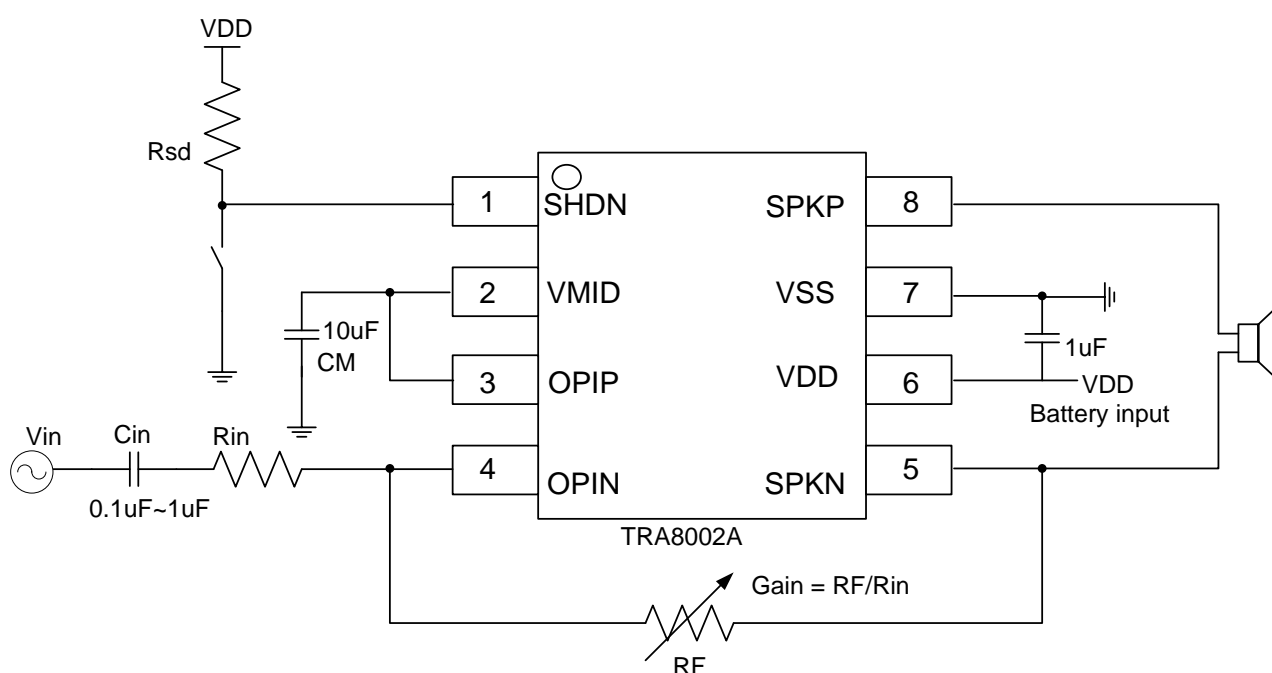 VDD
Rsd
1
SHDN
SPKP
8
2
VMID
VSS
7
10uF
CM
1uF
3
OPIP
VDD
6
VDD
Battery input
Vin
Cin
Rin
0.1uF~1uF
4
OPIN
SPKN
5
TRA8002A
Gain = RF/Rin
RF